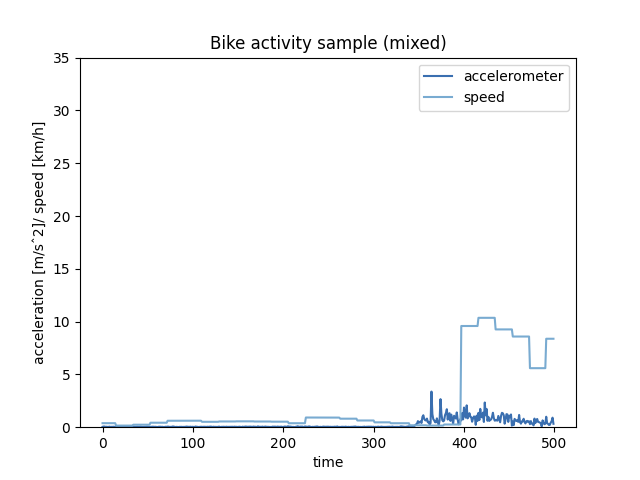 Bike activity sample (mixed)
accelerometer
speed
acceleration [m/sˆ2]/ speed [km/h]
35
30
25
20
15
10
5
0
0 100 200 300 400 500
time